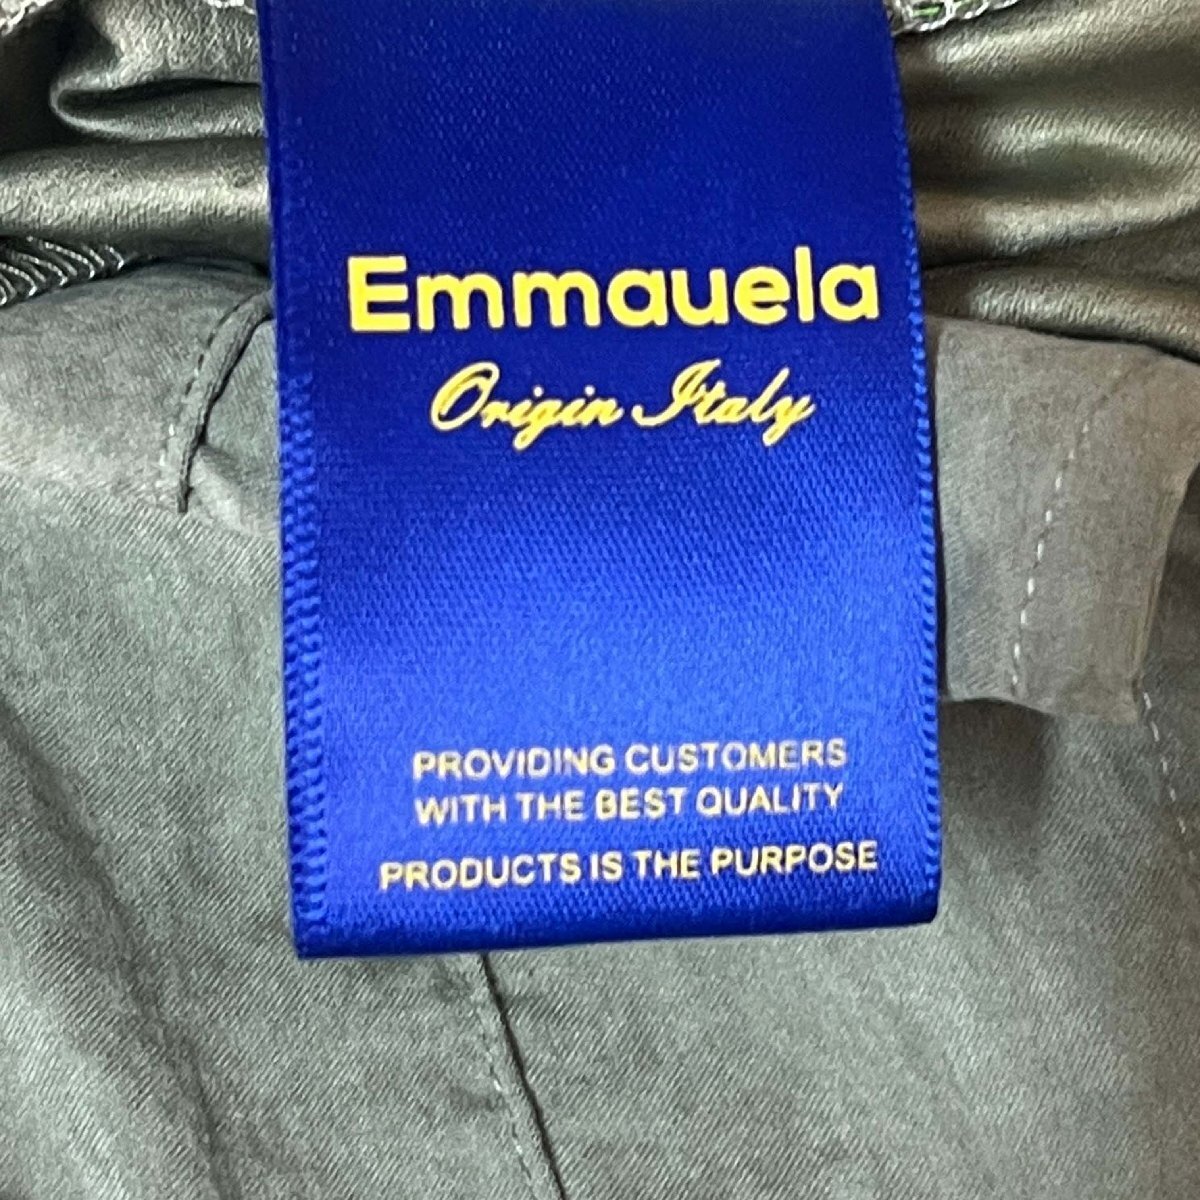 Emmauela
Origin Italy
PROVIDING CUSTOMERS
WITH THE BEST QUALITY
PRODUCTS IS THE PURPOSE